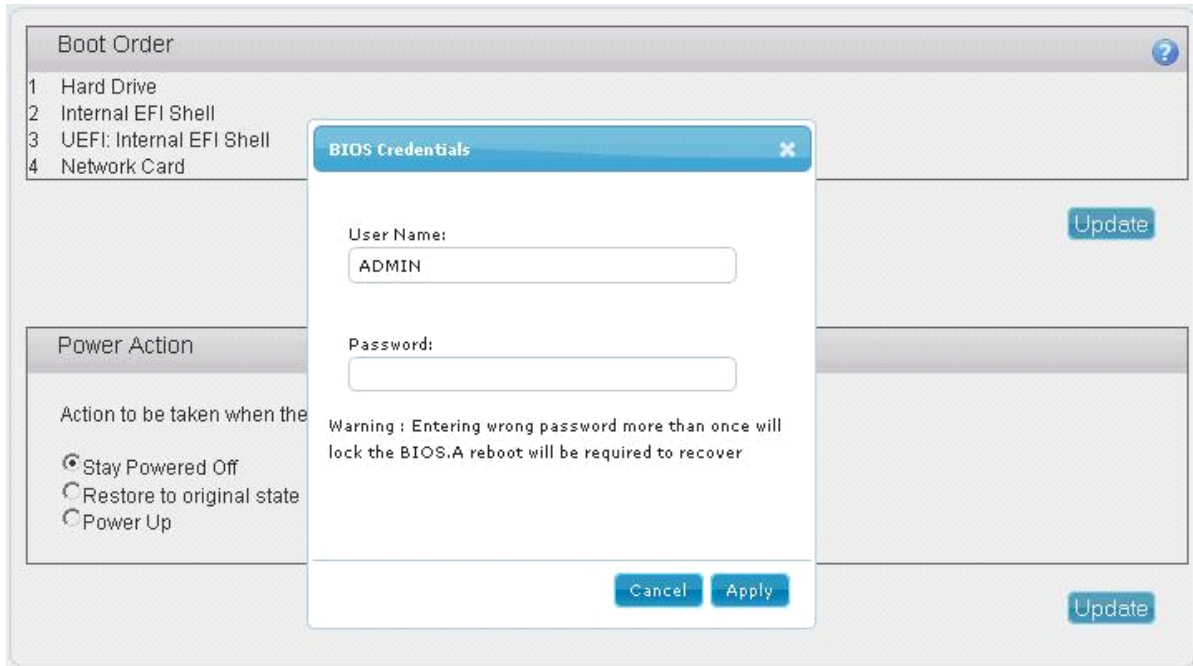 Boot Order
?
1 Hard Drive
2 Internal EFI Shell
3 UEFI: Internal EFI Shell
4 Network Card
Update
BIOS Credentials
User Name:
ADMIN
Password:
Warning : Entering wrong password more than once will
lock the BIOS.A reboot will be required to recover
Cancel Apply
Power Action
Action to be taken when the
Stay Powered Off
Restore to original state
Power Up
Update